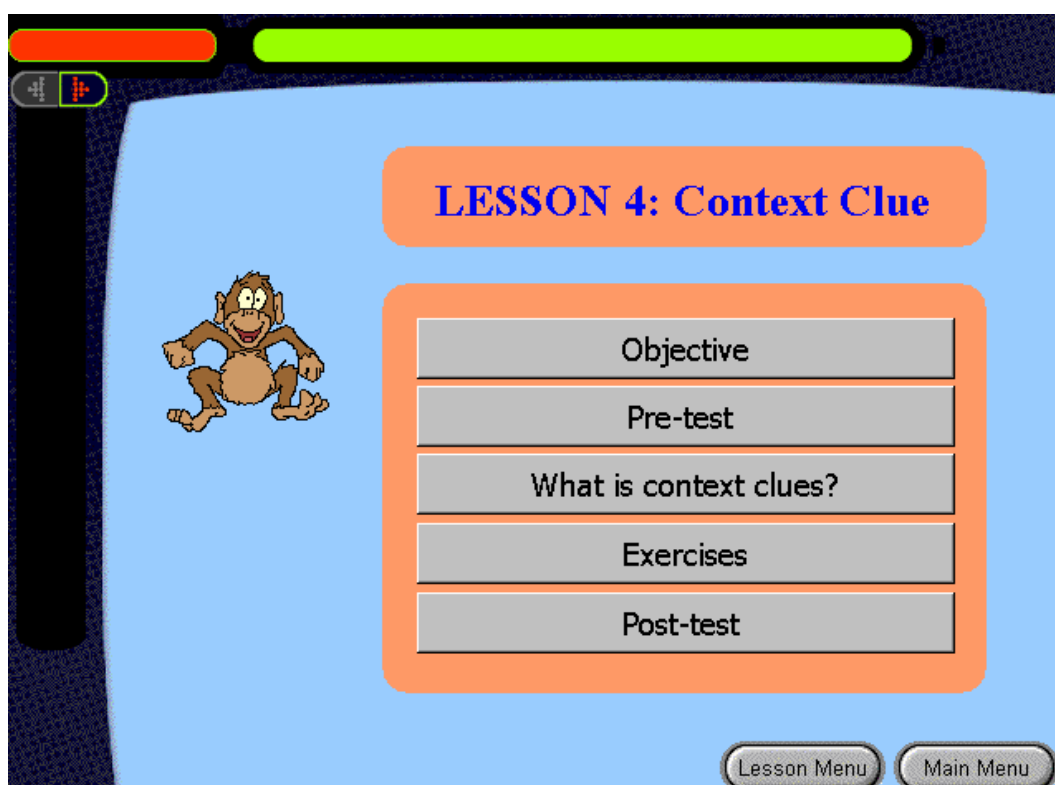 LESSON 4: Context Clue
Objective
Pre-test
What is context clues?
Exercises
Post-test
Lesson Menu
Main Menu